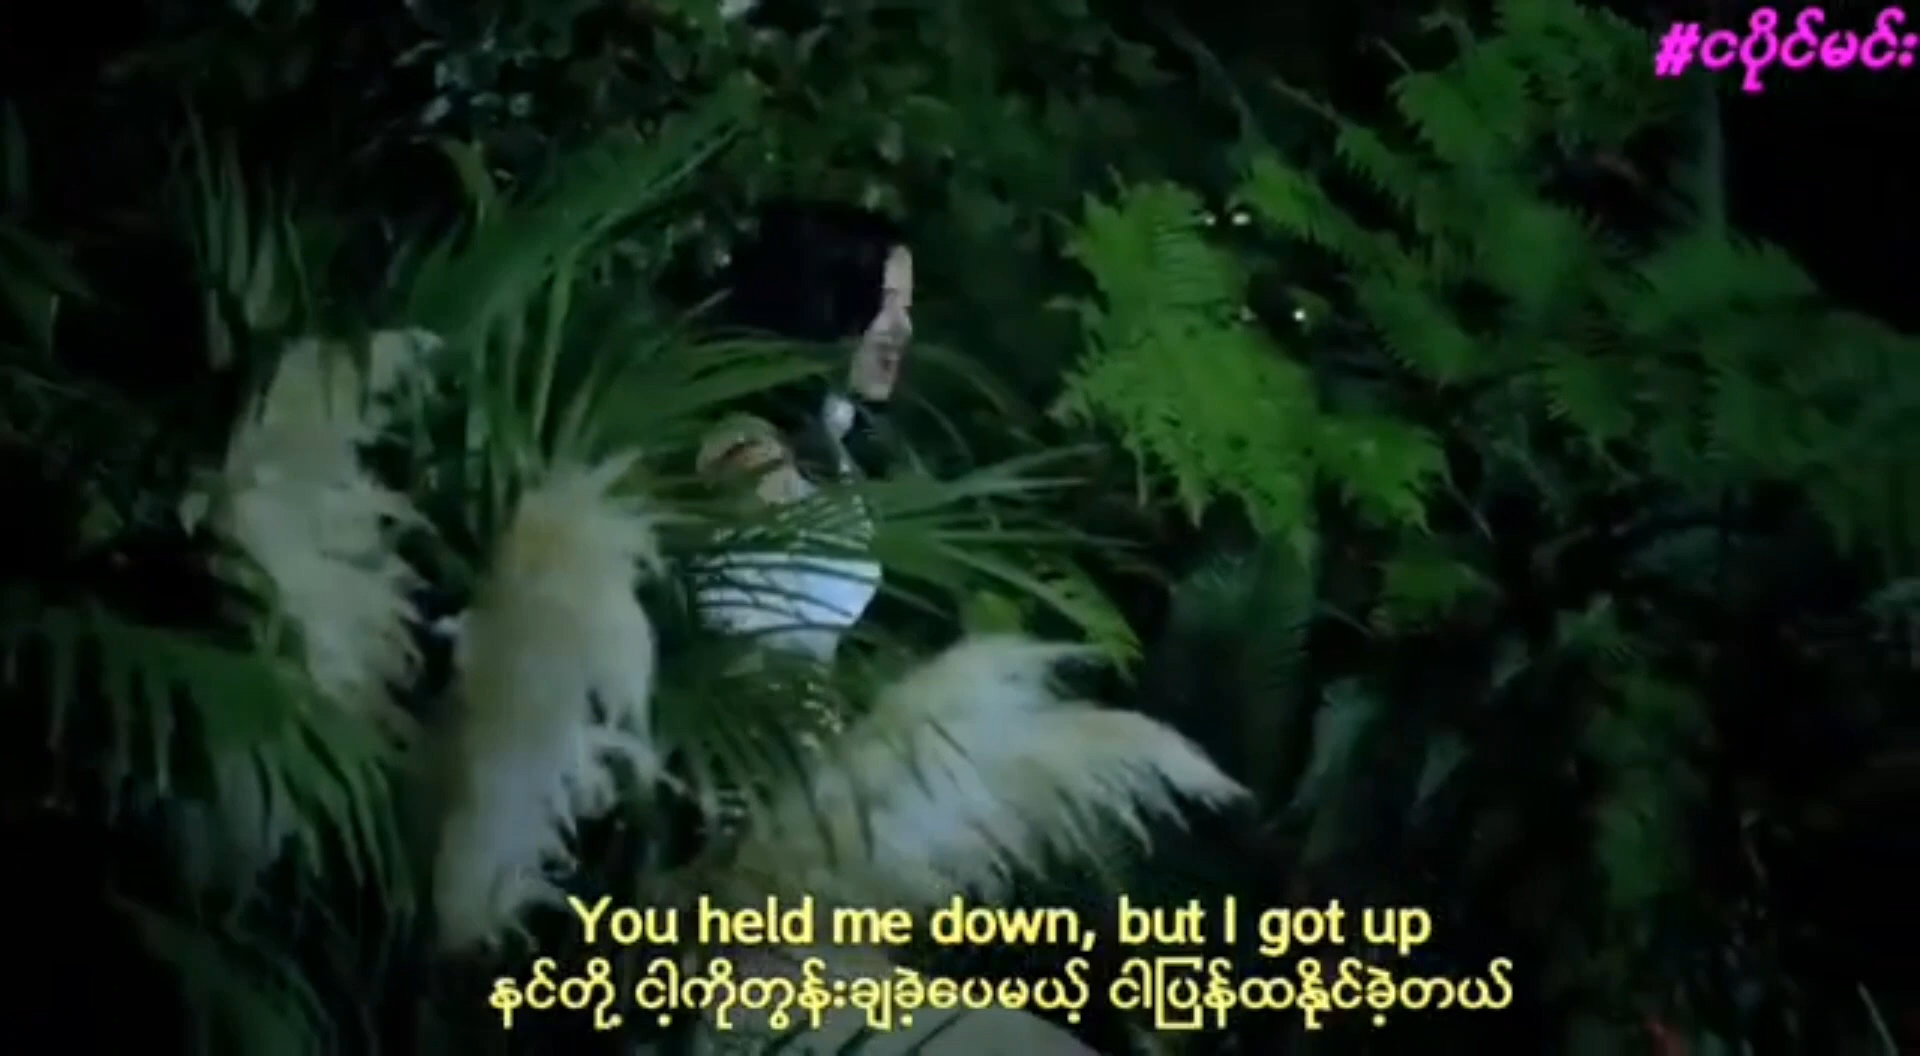 #ငပိုင်မင်း
You held me down, but I got up
နင်တို့ ငါ့ကိုတွန်းချခဲ့ပေမယ့် ငါပြန်ထနိုင်ခဲ့တယ်